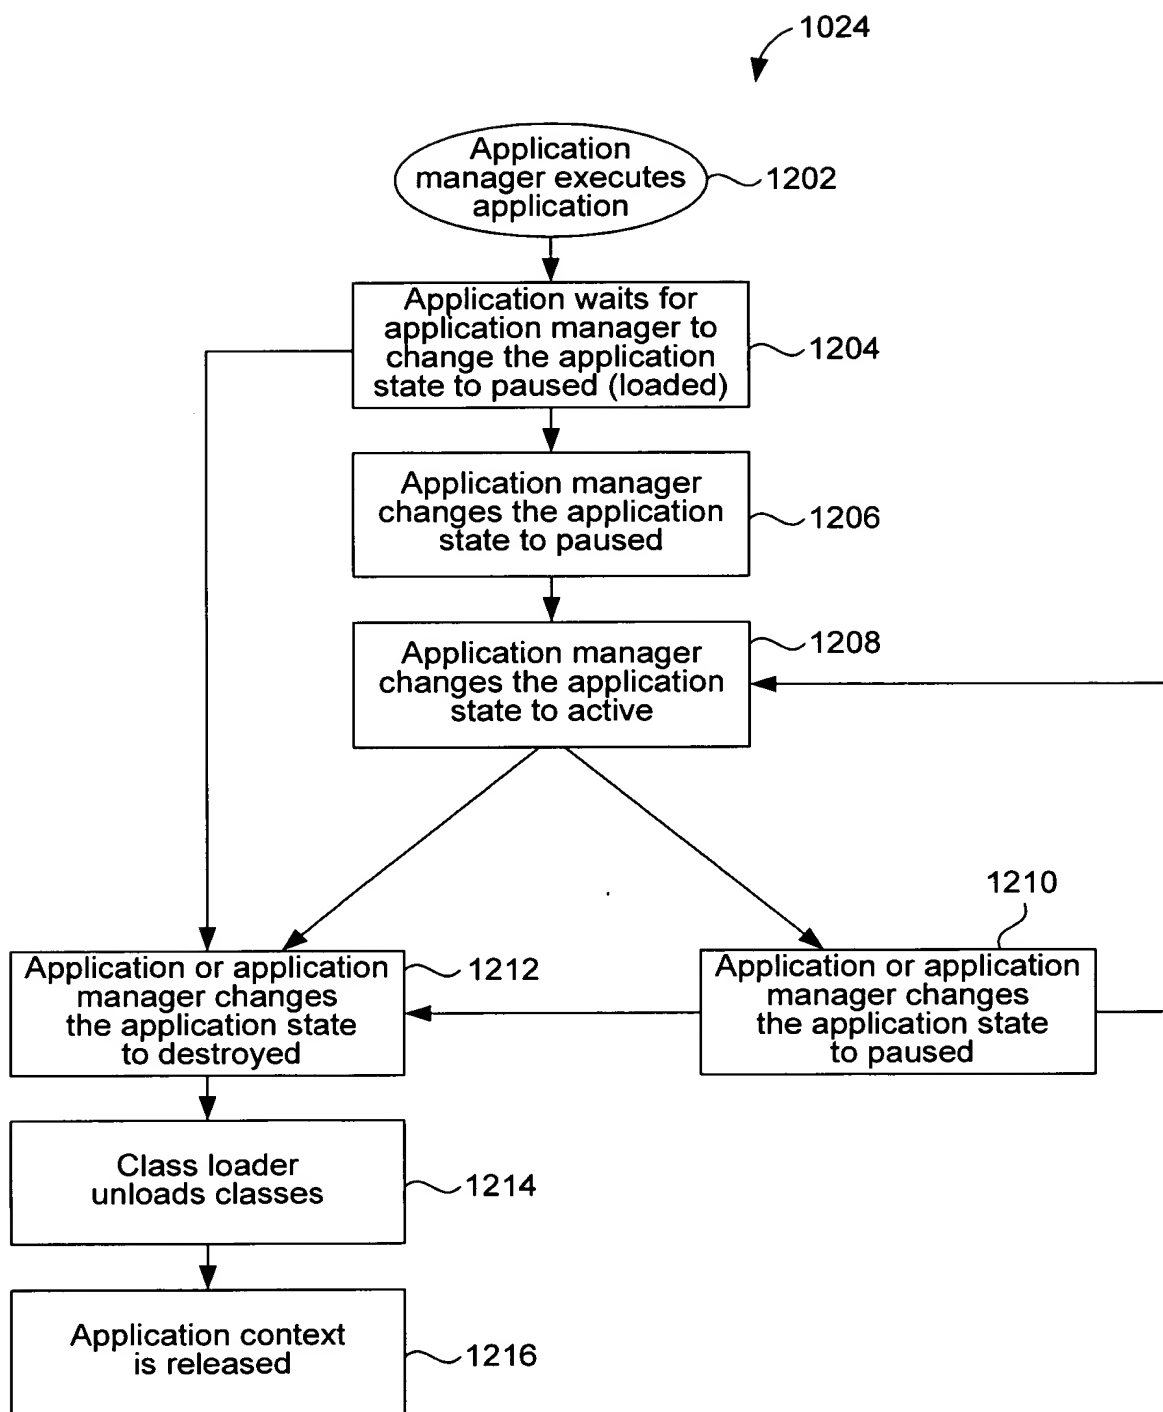 1024
Application
manager executes
application
1202
Application waits for
application manager to
change the application
state to paused (loaded)
1204
Application manager
changes the application
state to paused
1206
Application manager
changes the application
state to active
1208
1210
Application or application
manager changes
the application state
to destroyed
1212
Application or application
manager changes
the application state
to paused
Class loader
unloads classes
1214
Application context
is released
1216